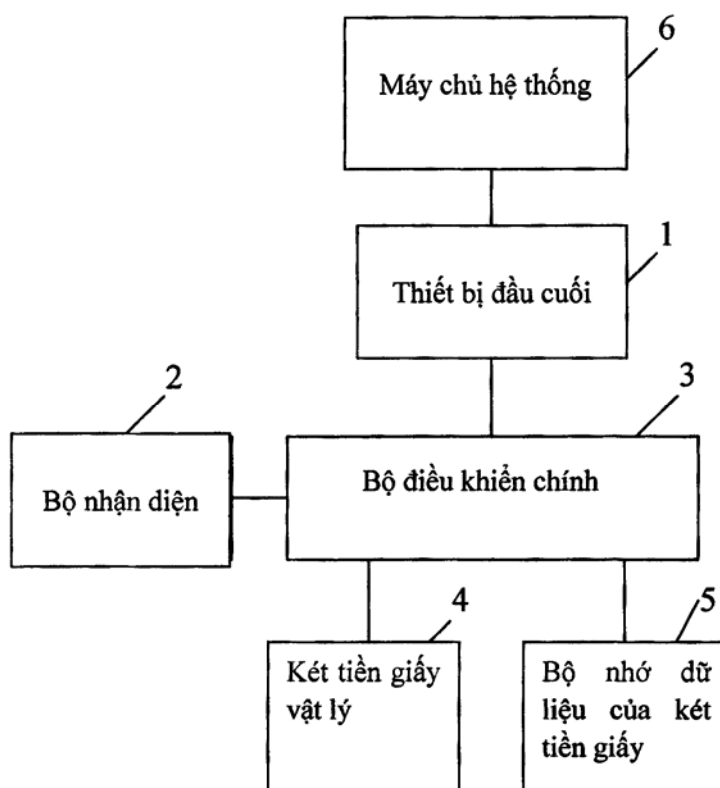 6
Máy chủ hệ thống
1
Thiết bị đầu cuối
2
3
Bộ nhận diện
Bộ điều khiển chính
4
5
Két tiền giấy
vật lý
Bộ nhớ dữ
liệu của két
tiền giấy